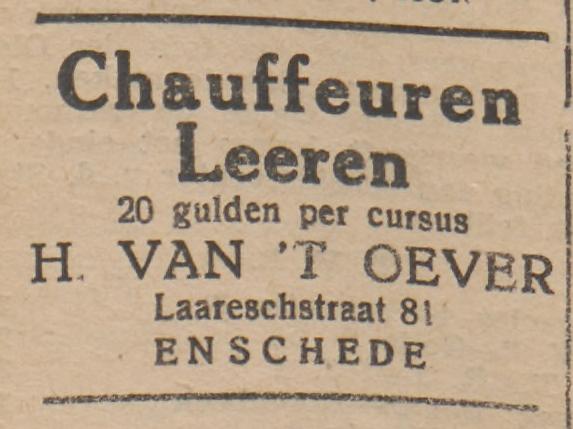 Chauffeuren
Leeren
20 gulden per cursus
H. VAN 'T OEVER
Laareschstraat 81
ENSCHEDE